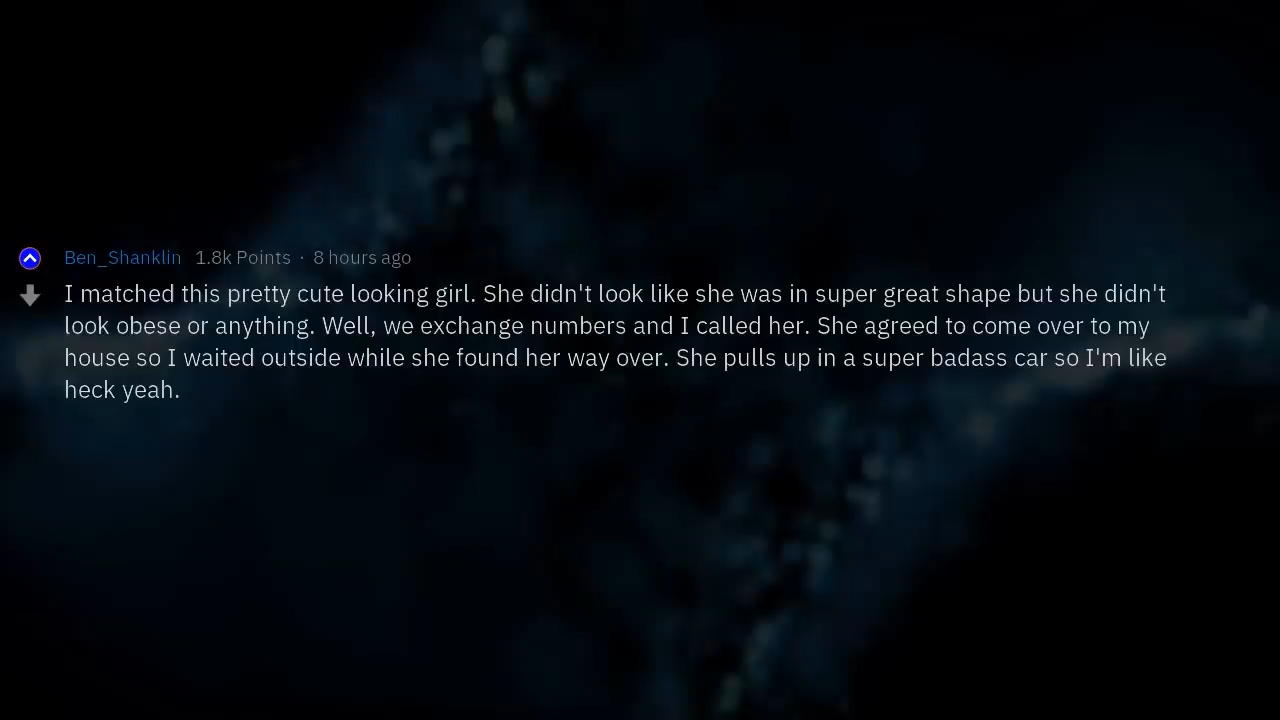 Ben_Shanklin 1.8k Points · 8 hours ago
I matched this pretty cute looking girl. She didn't look like she was in super great shape but she didn't
look obese or anything. Well, we exchange numbers and I called her. She agreed to come over to my
house so I waited outside while she found her way over. She pulls up in a super badass car so I'm like
heck yeah.